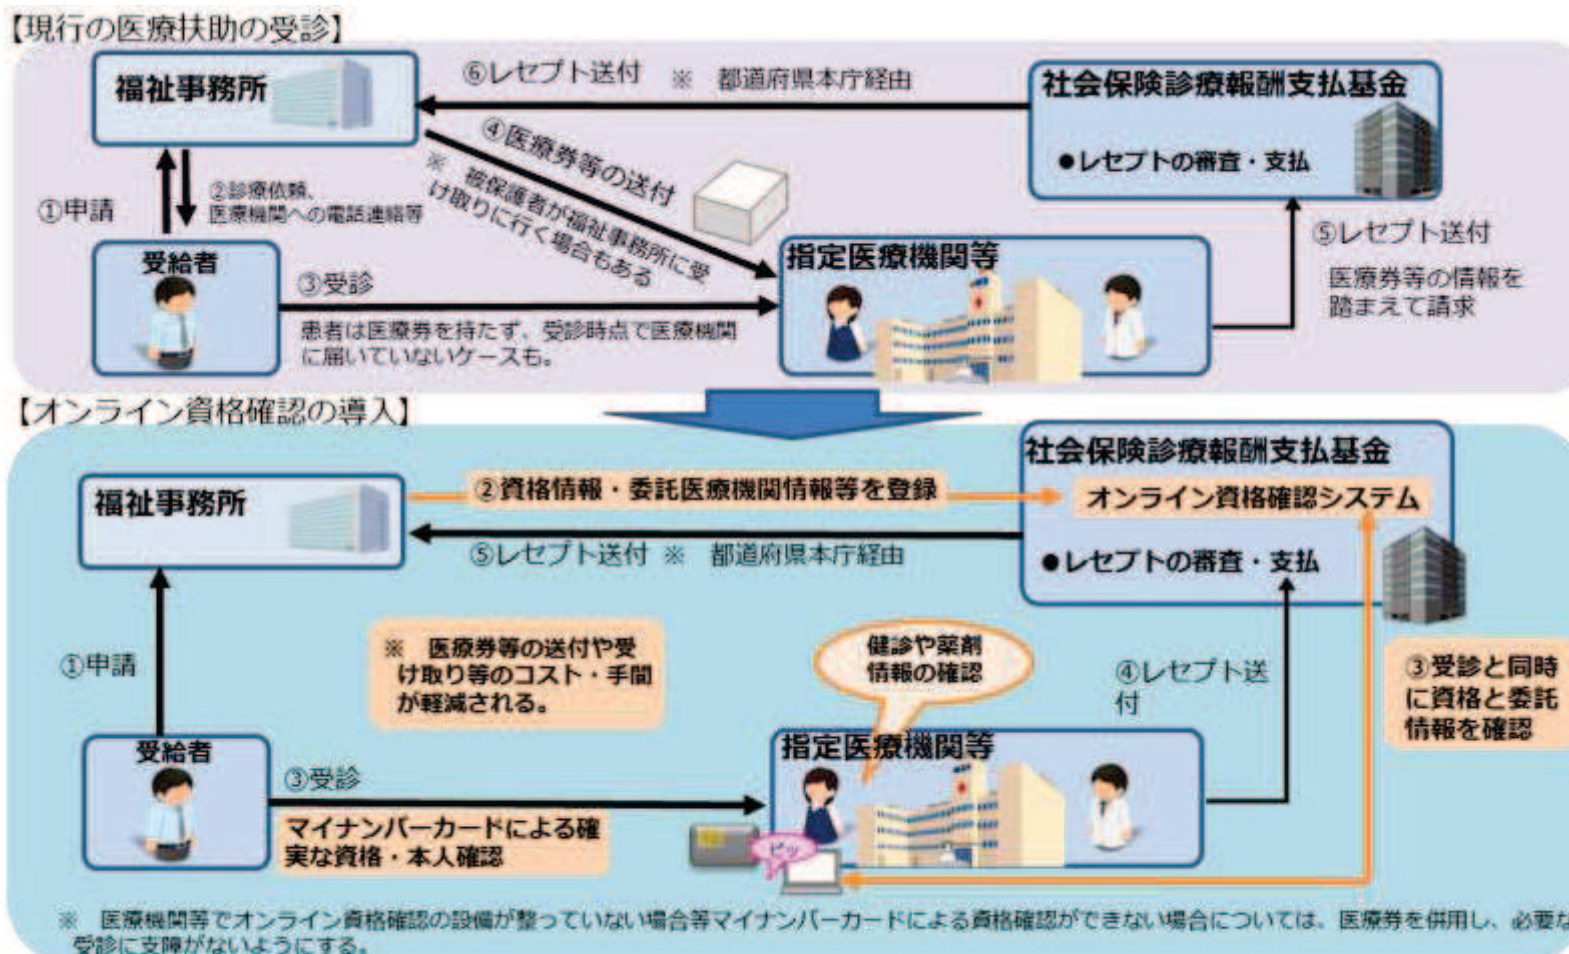 【現行の医療扶助の受診】
福祉事務所
⑥レセプト送付 ※ 都道府県本庁経由
社会保険診療報酬支払基金
●レセプトの審査・支払
④医療券等の送付
※ 被保護者が福祉事務所に受
け取りに行く場合もある
①申請
②診療依頼、
医療機関への電話連絡等
受給者
③受診
患者は医療券を持たず、受診時点で医療機関
に届いていないケースも。
指定医療機関等
⑤レセプト送付
医療券等の情報を
踏まえて請求
【オンライン資格確認の導入】
福祉事務所
②資格情報・委託医療機関情報等を登録
社会保険診療報酬支払基金
オンライン資格確認システム
⑤レセプト送付 ※ 都道府県本庁経由
●レセプトの審査・支払
①申請
※ 医療券等の送付や受
け取り等のコスト・手間
が軽減される。
健診や薬剤
情報の確認
④レセプト送
付
③受診と同時
に資格と委託
情報を確認
受給者
③受診
マイナンバーカードによる確
実な資格・本人確認
指定医療機関等
ピッ
※ 医療機関等でオンライン資格確認の設備が整っていない場合等マイナンバーカードによる資格確認ができない場合については、医療券を併用し、必要な
受診に支障がないようにする。